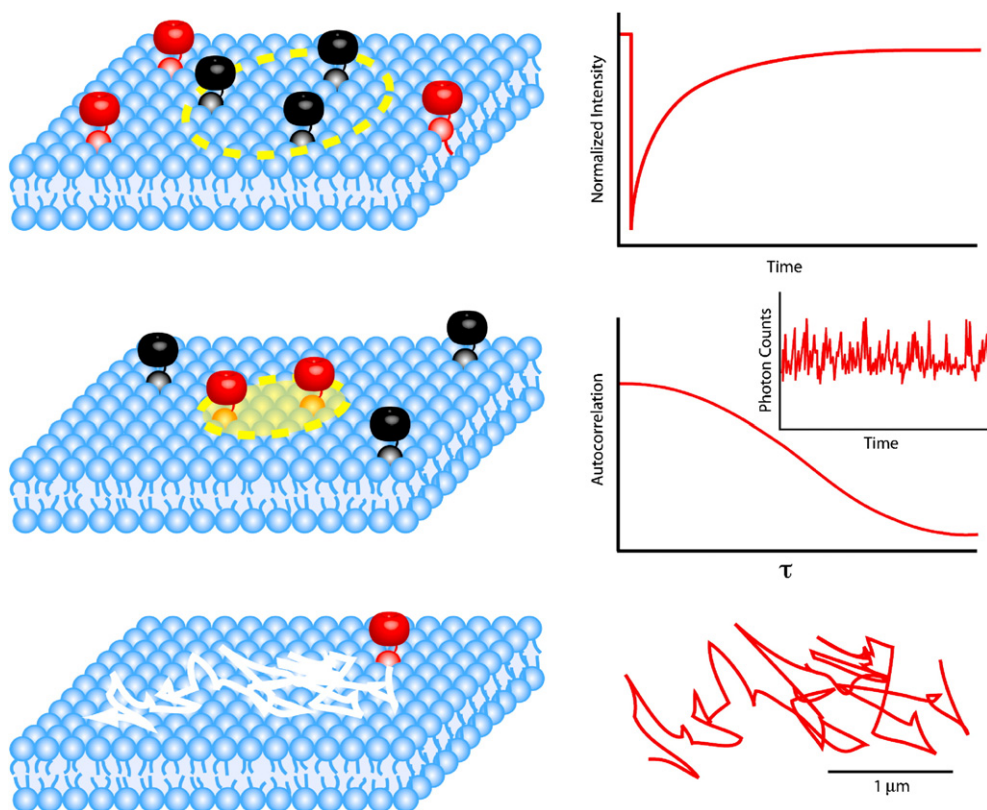 Normalized Intensity
Time
Photon Counts
Time
Autocorrelation
τ
1 μm